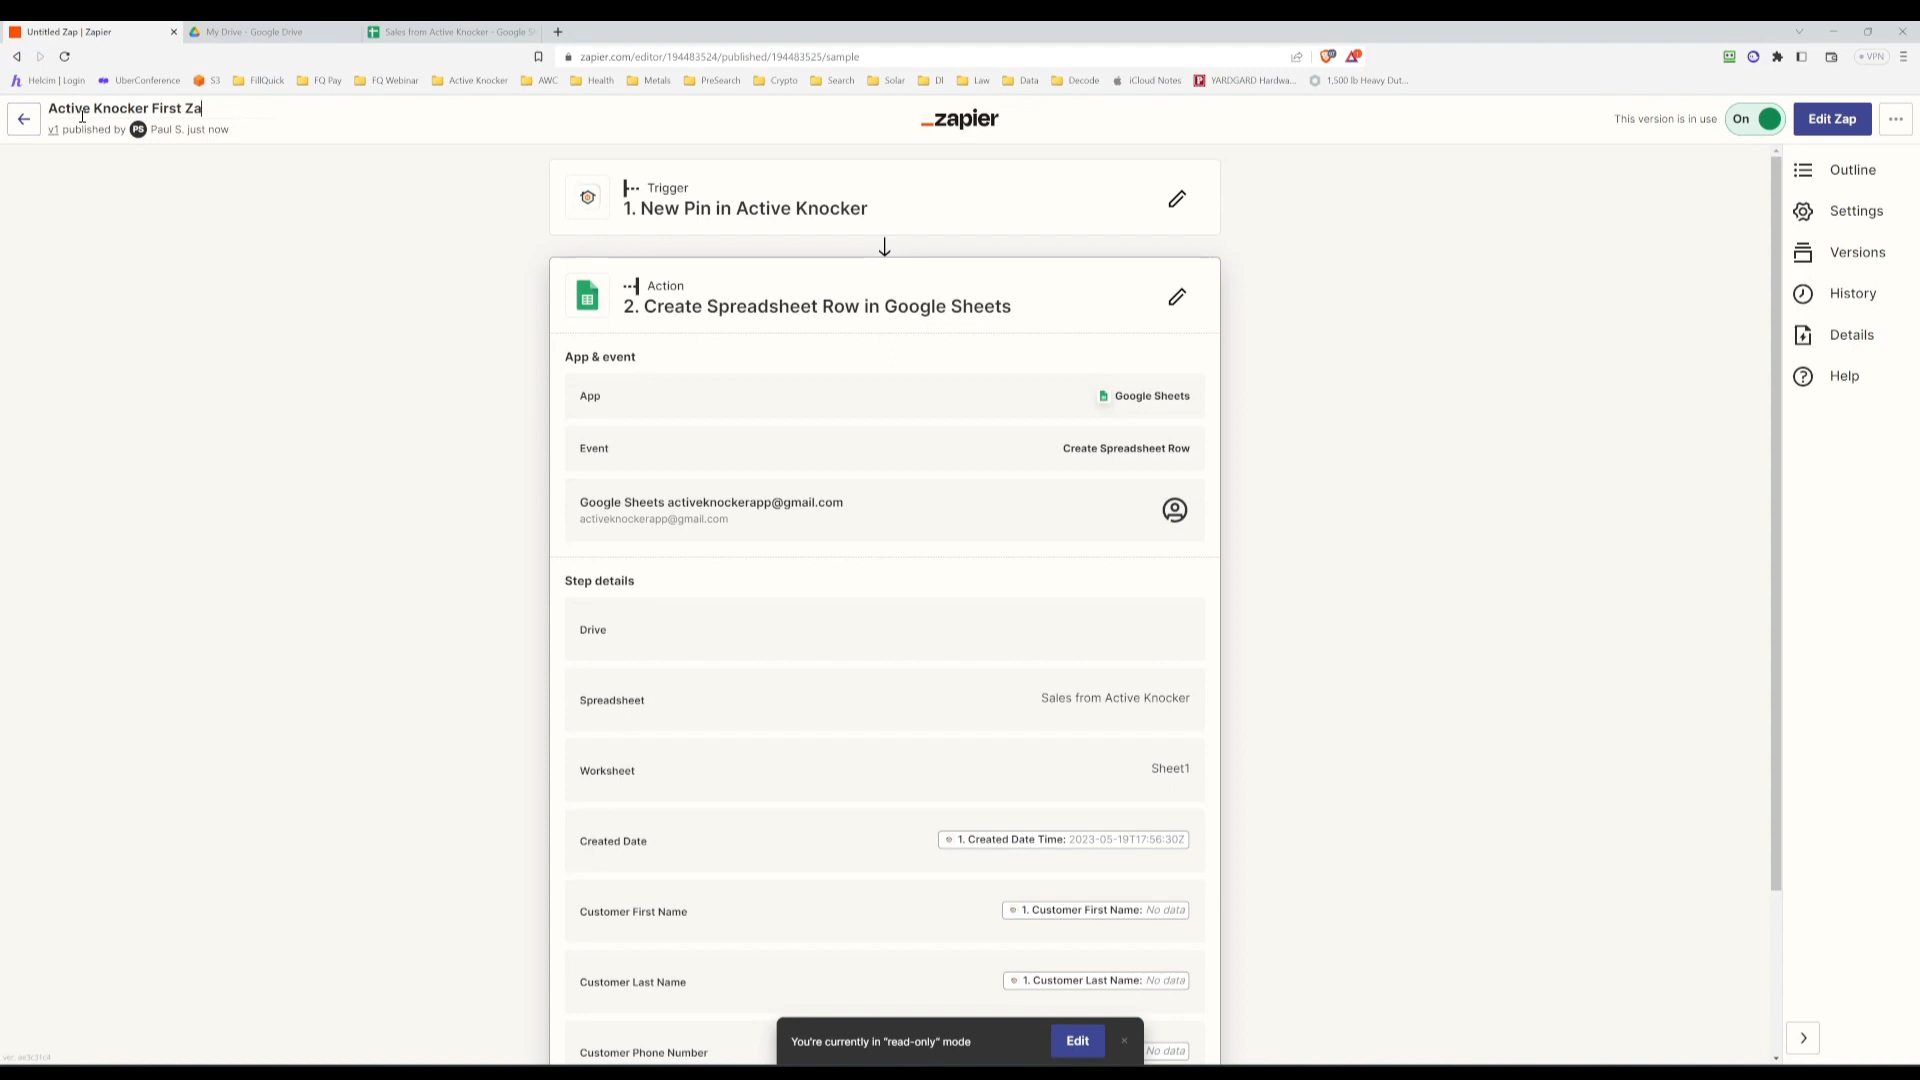 Untitled Zap | Zapier
My Drive - Google Drive
Sales from Active Knocker - Google S
zapier.com/editor/194483524/published/194483525/sample
VPN
Helcim | Login
UberConference
S3
FillQuick
FQ Pay
FQ Webinar
Active Knocker
AWC
Health
Metals
PreSearch
Crypto
Search
Solar
DI
Law
Data
Decode
iCloud Notes
YARDGARD Hardwa...
1,500 lb Heavy Dut...
Active Knocker First Za
v1 published by PS Paul S. just now
_zapier
This version is in use
On
Edit Zap
Trigger
1. New Pin in Active Knocker
Action
2. Create Spreadsheet Row in Google Sheets
App & event
App
Google Sheets
Event
Create Spreadsheet Row
Google Sheets activeknockerapp@gmail.com
activeknockerapp@gmail.com
Step details
Drive
Spreadsheet
Sales from Active Knocker
Worksheet
Sheet1
Created Date
1. Created Date Time: 2023-05-19T17:56:30Z
Customer First Name
1. Customer First Name: No data
Customer Last Name
1. Customer Last Name: No data
Customer Phone Number
No data
You're currently in "read-only" mode
Edit
Outline
Settings
Versions
History
Details
Help
ver. ae3c31c4